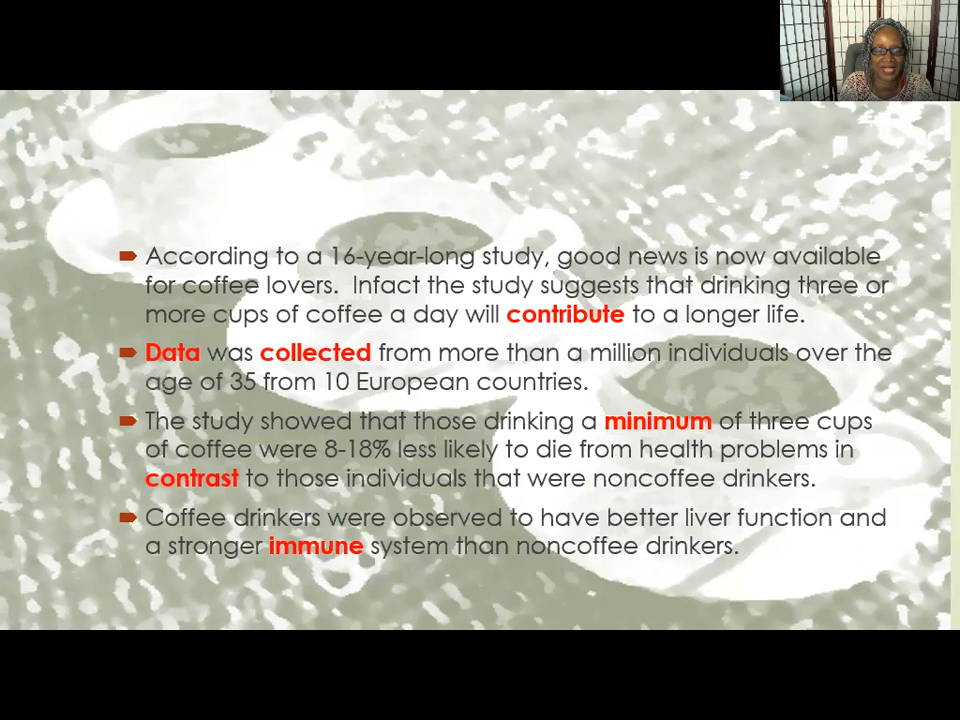 According to a 16-year-long study, good news is now available
for coffee lovers.  Infact the study suggests that drinking three or
more cups of coffee a day will contribute to a longer life.
Data was collected from more than a million individuals over the
age of 35 from 10 European countries.
The study showed that those drinking a minimum of three cups
of coffee were 8-18% less likely to die from health problems in
contrast to those individuals that were noncoffee drinkers.
Coffee drinkers were observed to have better liver function and
a stronger immune system than noncoffee drinkers.